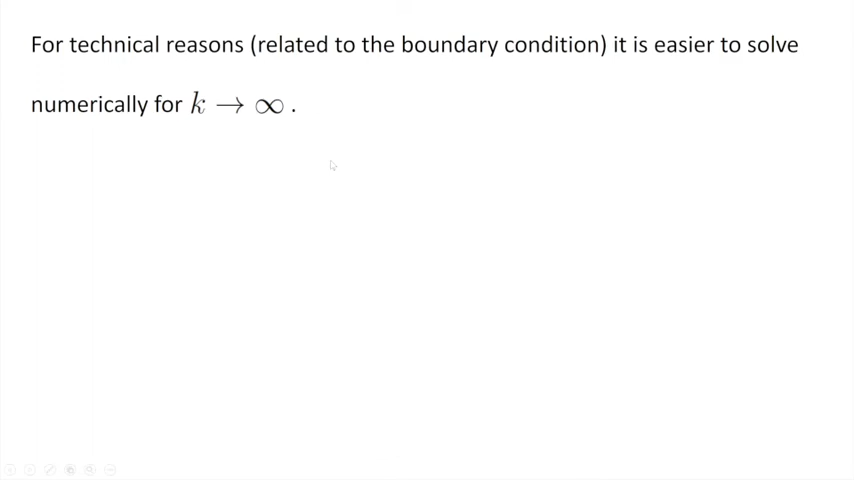 For technical reasons (related to the boundary condition) it is easier to solve
numerically for k → ∞ .